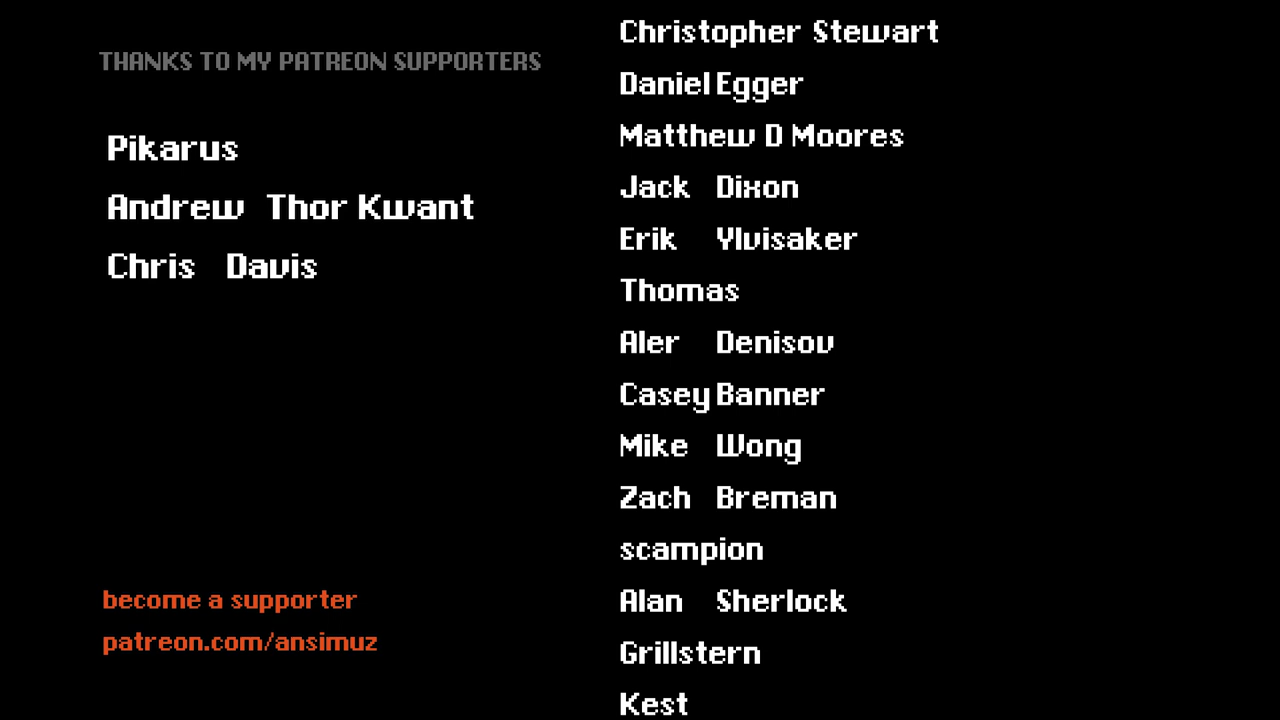 THANKS TO MY PATREON SUPPORTERS
Pikarus
Andrew Thor Kwant
Chris Davis
become a supporter
patreon.com/ansimuz
Christopher Stewart
Daniel Egger
Matthew D Moores
Jack Dixon
Erik Ylvisaker
Thomas
Aler Denisov
Casey Banner
Mike Wong
Zach Breman
scampion
Alan Sherlock
Grillstern
Kest